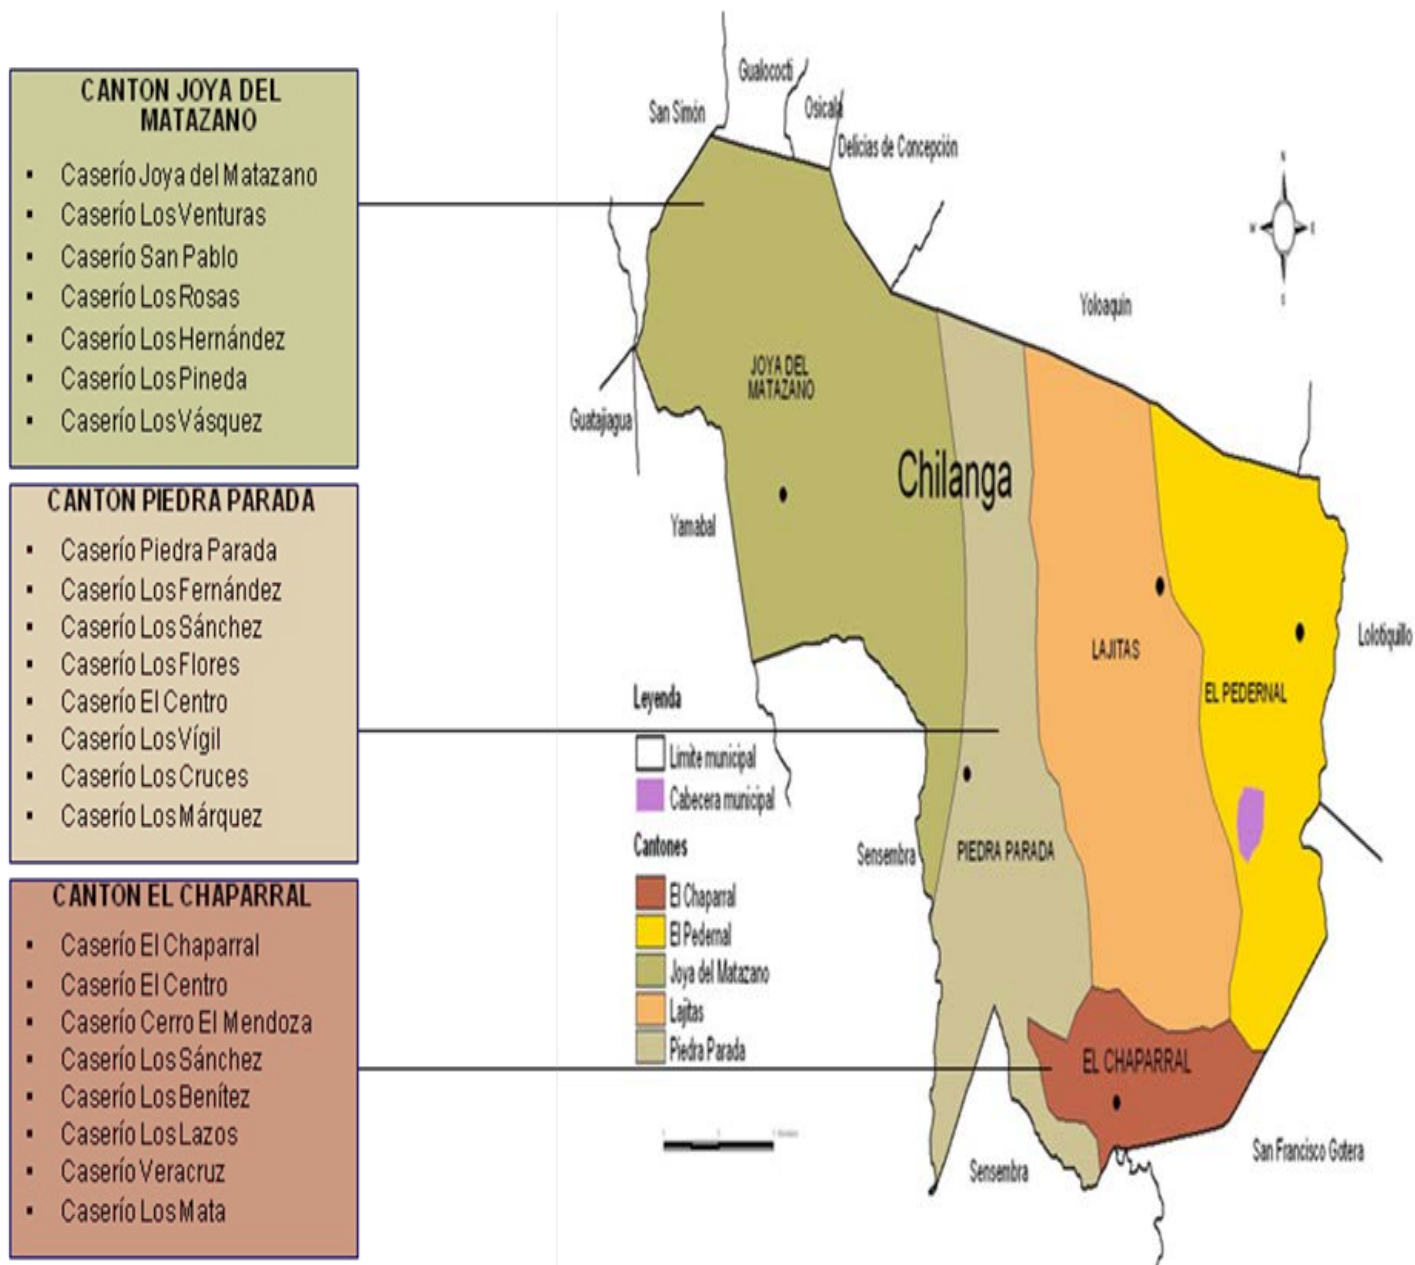 CANTON JOYA DEL
MATAZANO
▪ Caserío Joya del Matazano
▪ Caserío Los Venturas
▪ Caserío San Pablo
▪ Caserío Los Rosas
▪ Caserío Los Hernández
▪ Caserío Los Pineda
▪ Caserío Los Vásquez
CANTON PIEDRA PARADA
▪ Caserío Piedra Parada
▪ Caserío Los Fernández
▪ Caserío Los Sánchez
▪ Caserío Los Flores
▪ Caserío El Centro
▪ Caserío Los Vígil
▪ Caserío Los Cruces
▪ Caserío Los Márquez
CANTON EL CHAPARRAL
▪ Caserío El Chaparral
▪ Caserío El Centro
▪ Caserío Cerro El Mendoza
▪ Caserío Los Sánchez
▪ Caserío Los Benítez
▪ Caserío Los Lazos
▪ Caserío Veracruz
▪ Caserío Los Mata
Gualococti
San Simón
Osicala
Delicias de Concepción
Yoloaquin
JOYA DEL
MATAZANO
Guatajiagua
Chilanga
Yamabal
Lolotiquillo
LAJITAS
EL PEDERNAL
Sensembra
PIEDRA PARADA
EL CHAPARRAL
San Francisco Gotera
Sensembra
Leyenda
Límite municipal
Cabecera municipal
Cantones
El Chaparral
El Pedernal
Joya del Matazano
Lajitas
Piedra Parada